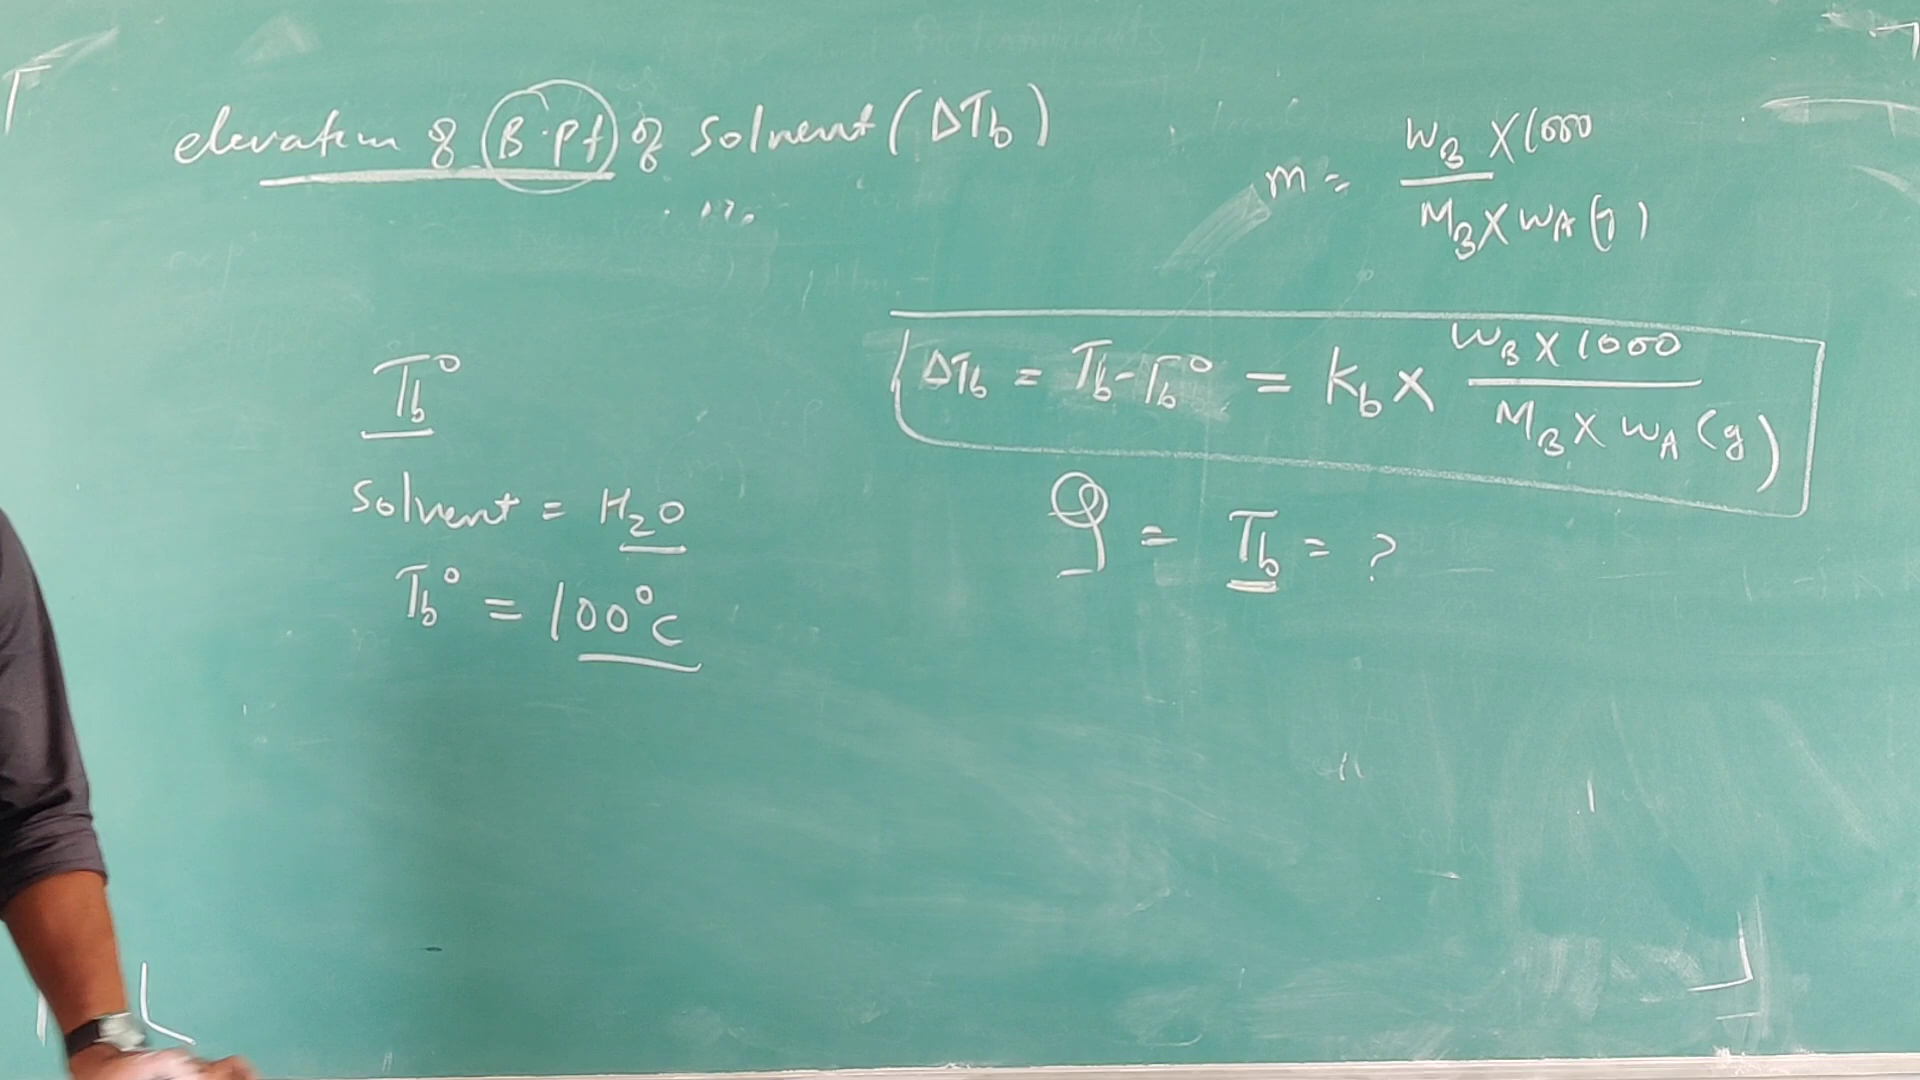 elevation of B.pt of solvent (ΔTb)
m = WB X 1000
MB X WA (g)
Tb°
solvent = H2O
Tb° = 100°C
ΔTb = Tb - Tb° = Kb X WB X 1000
MB X WA (g)
Q = Tb = ?